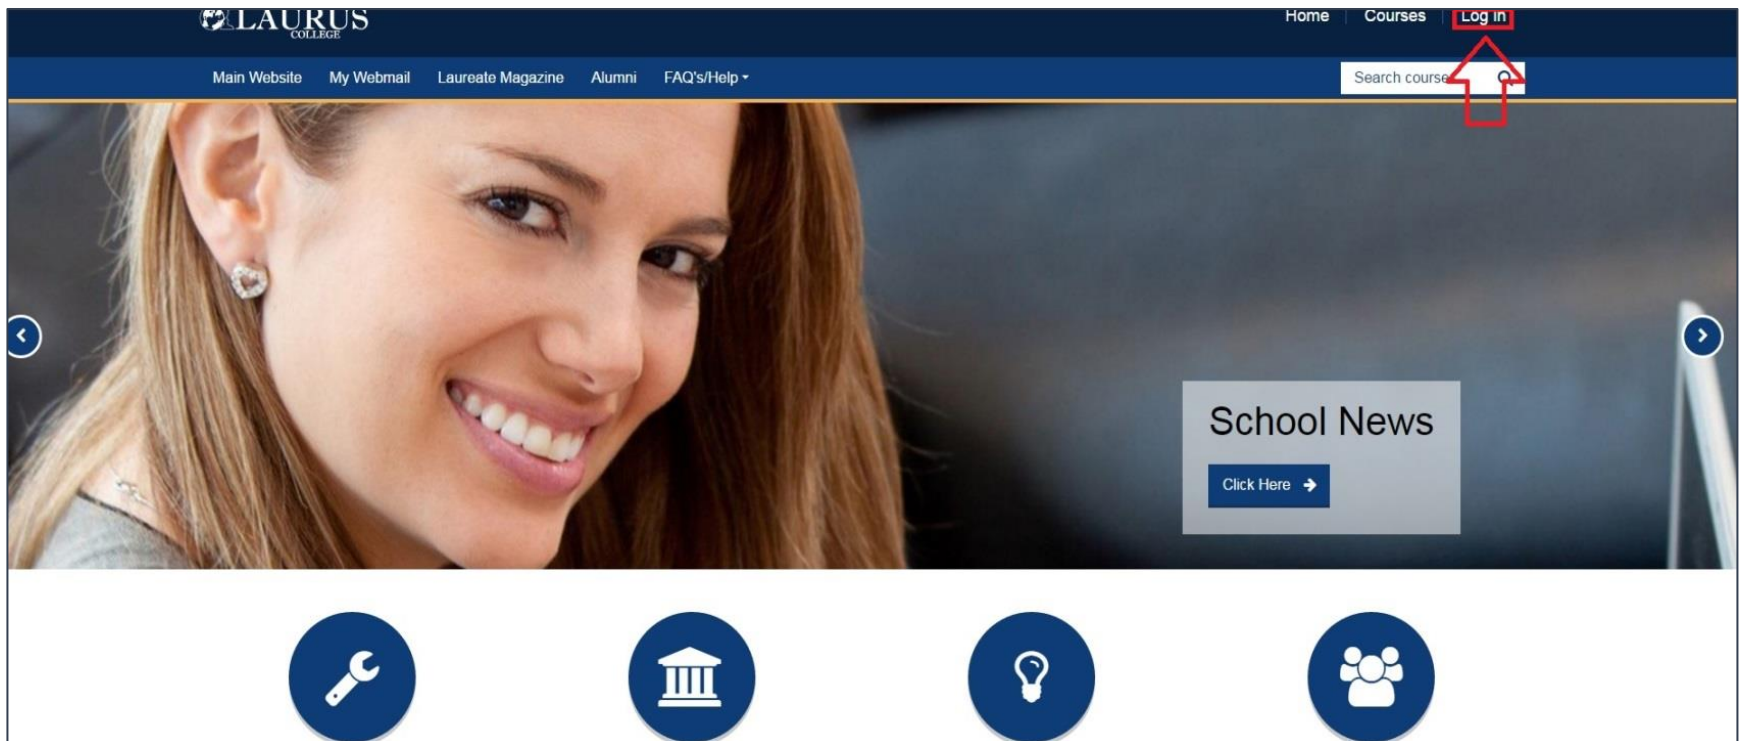 LAURUS
COLLEGE
Home Courses Log in
Main Website My Webmail Laureate Magazine Alumni FAQ's/Help
Search course
School News
Click Here